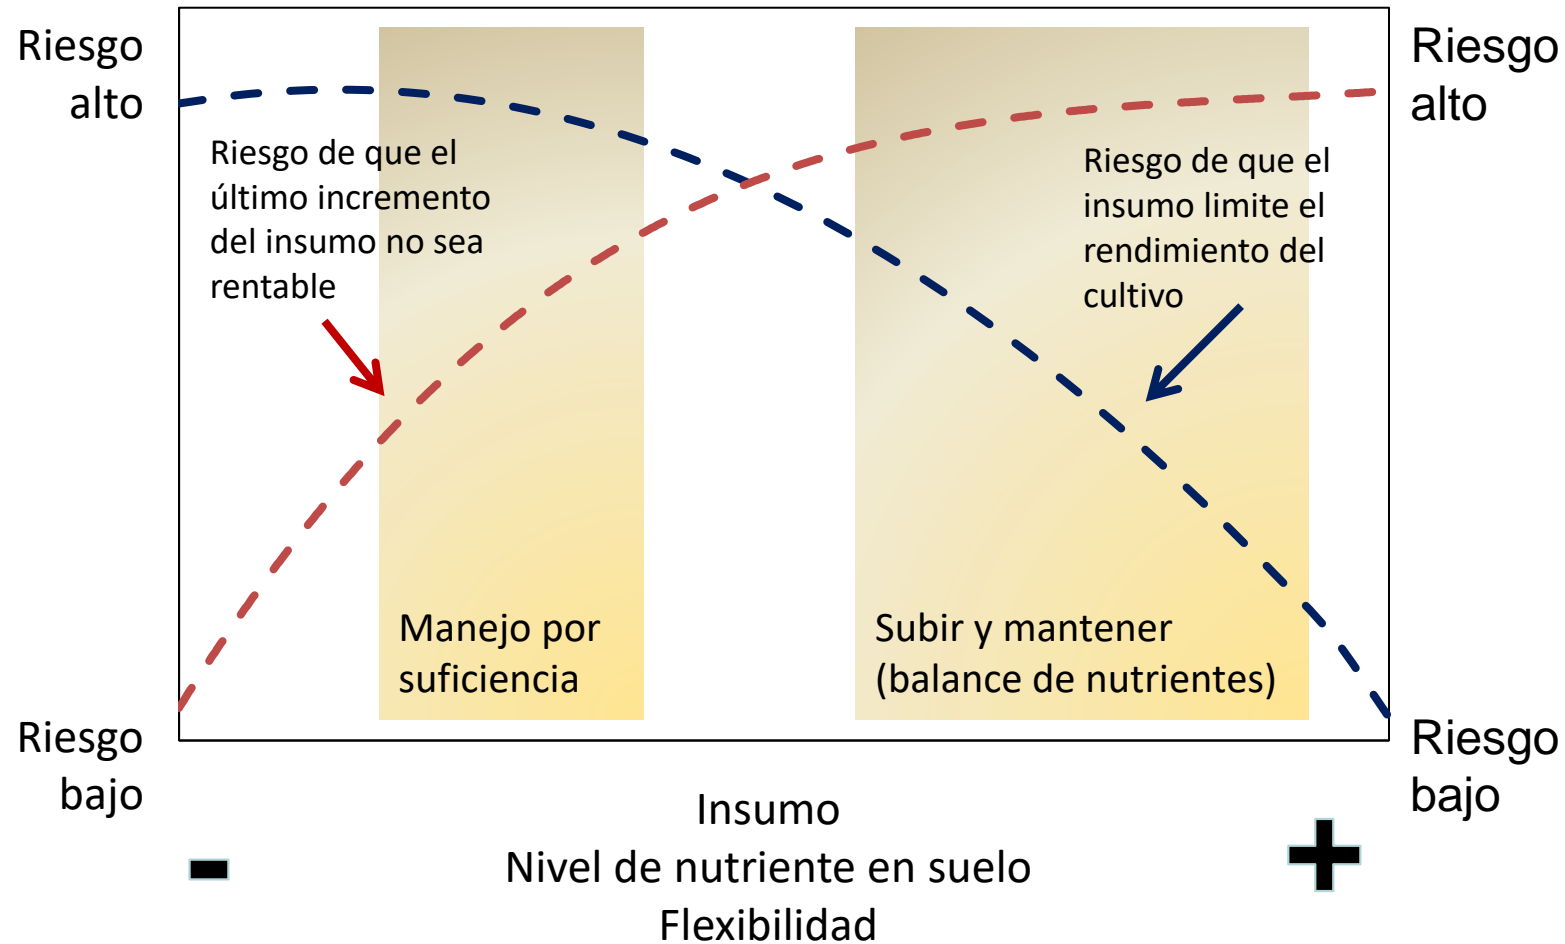 Riesgo
alto
Riesgo
alto
Riesgo de que el
último incremento
del insumo no sea
rentable
Riesgo de que el
insumo limite el
rendimiento del
cultivo
Manejo por
suficiencia
Subir y mantener
(balance de nutrientes)
Riesgo
bajo
Riesgo
bajo
Insumo
Nivel de nutriente en suelo
Flexibilidad
-
+